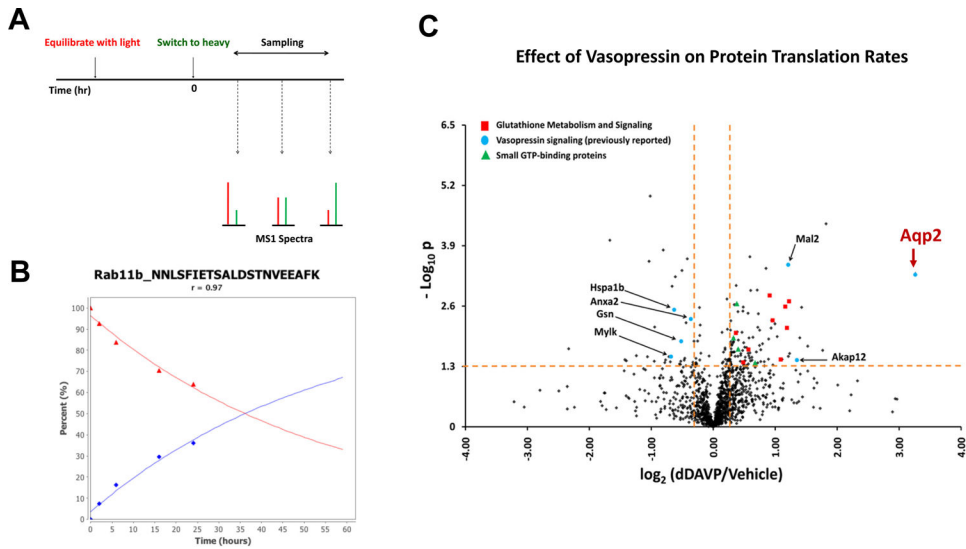 A
Equilibrate with light
Switch to heavy
Sampling
Time (hr)
0
MS1 Spectra
B
Rab11b_NNLSFIETSALDSTNVEEAFK
r = 0.97
Percent (%)
100
90
80
70
60
50
40
30
20
10
0
0 5 10 15 20 25 30 35 40 45 50 55 60
Time (hours)
C
Effect of Vasopressin on Protein Translation Rates
Glutathione Metabolism and Signaling
Vasopressin signaling (previously reported)
Small GTP-binding proteins
- Log10 p
6.5
5.2
3.9
2.6
1.3
0
Mal2
Aqp2
Hspa1b
Anxa2
Gsn
Mylk
Akap12
-4.00 -3.00 -2.00 -1.00 0.00 1.00 2.00 3.00 4.00
log2 (dDAVP/Vehicle)